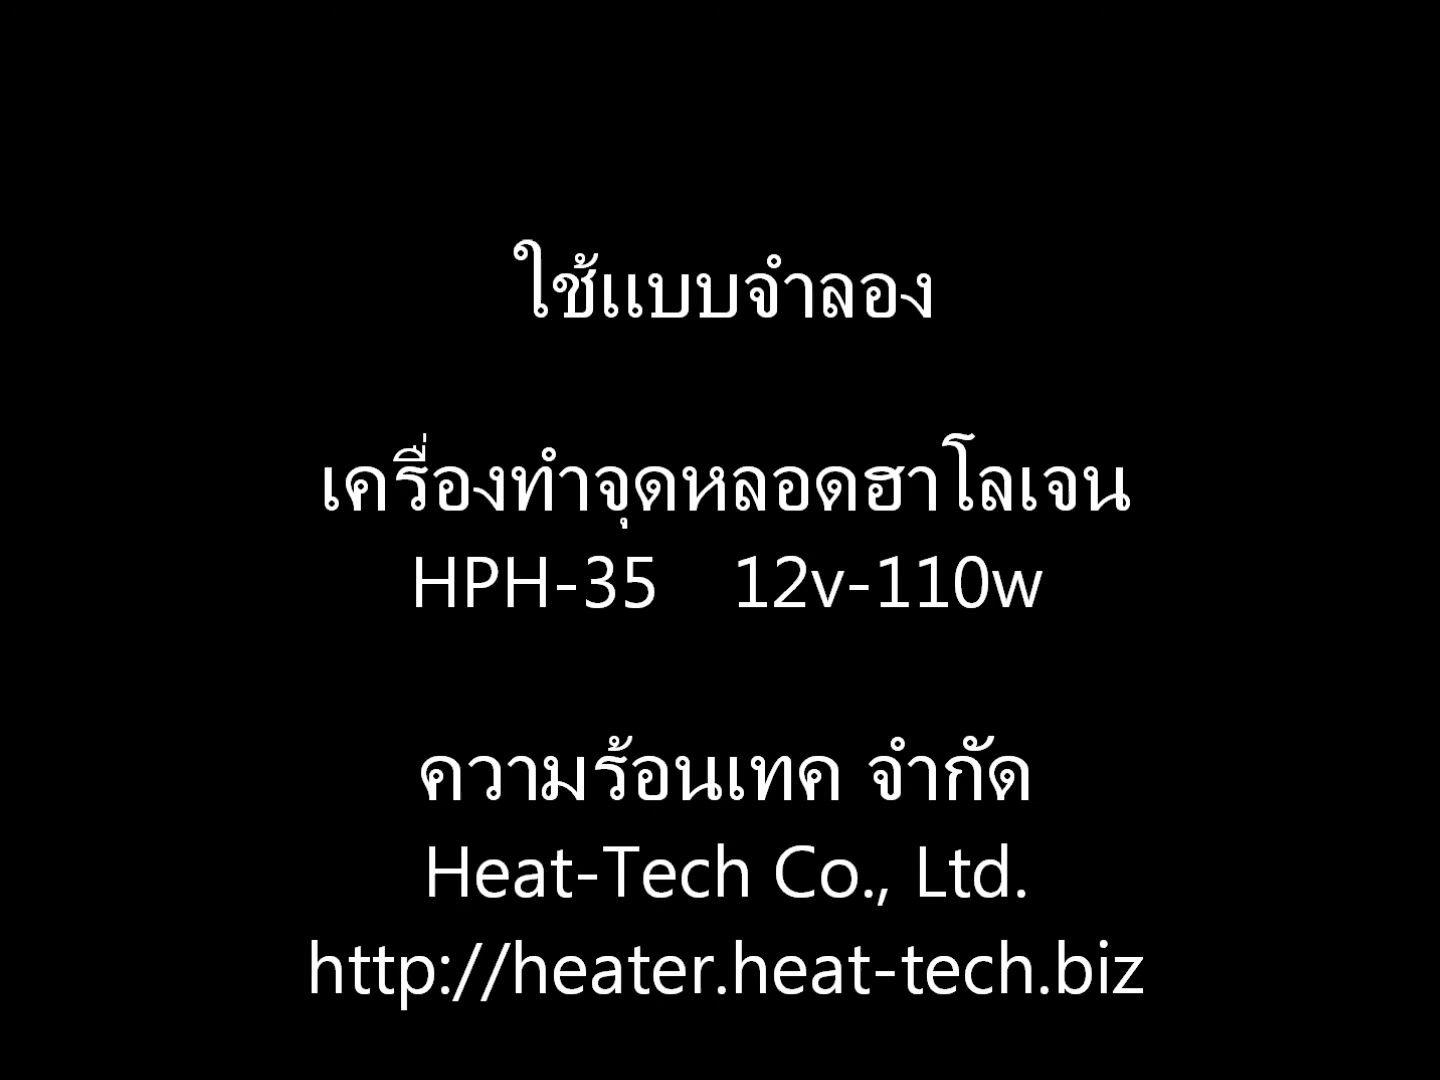 ใช้แบบจำลอง
เครื่องทำจุดหลอดฮาโลเจน
HPH-35 12v-110w
ความร้อนเทค จำกัด
Heat-Tech Co., Ltd.
http://heater.heat-tech.biz